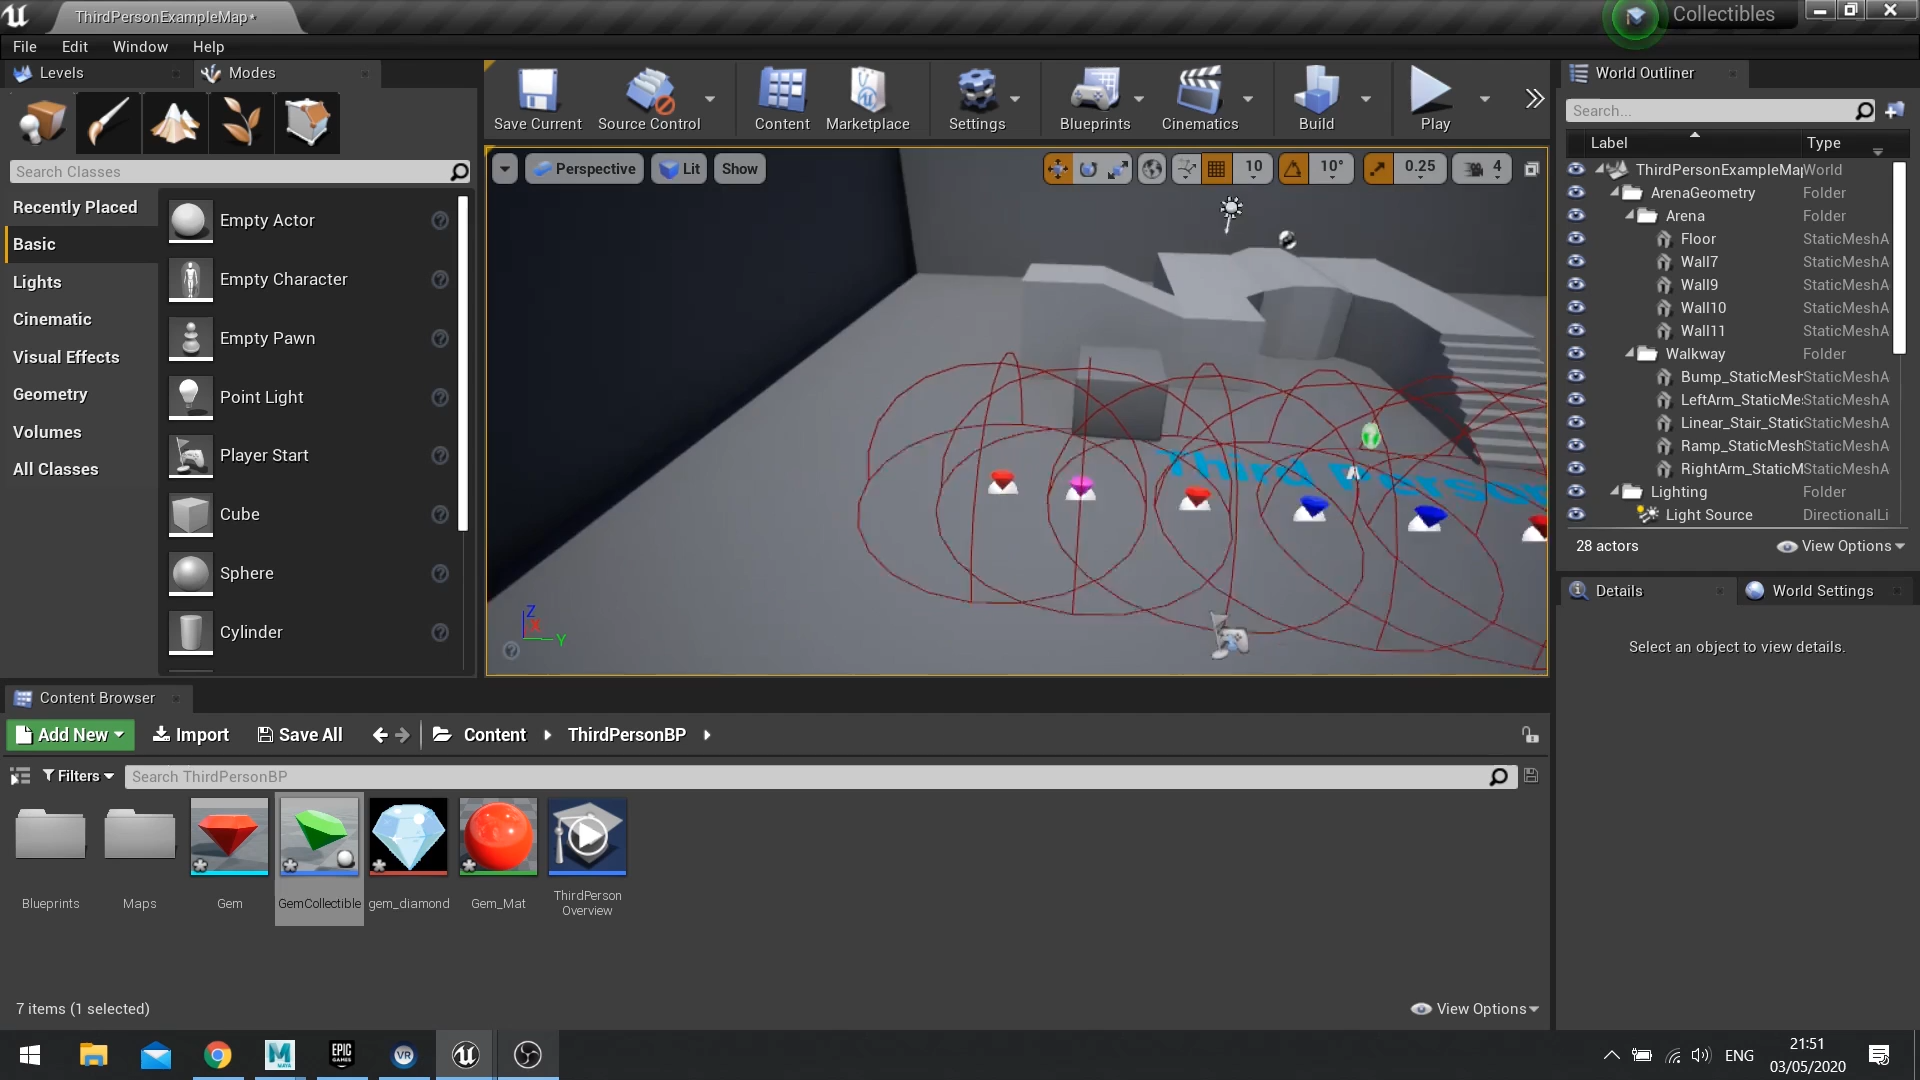 ThirdPersonExampleMap*
Collectibles
File Edit Window Help
Levels
Modes
Search Classes
Recently Placed
Basic
Lights
Cinematic
Visual Effects
Geometry
Volumes
All Classes
Empty Actor
Empty Character
Empty Pawn
Point Light
Player Start
Cube
Sphere
Cylinder
Save Current
Source Control
Content
Marketplace
Settings
Blueprints
Cinematics
Build
Play
Perspective
Lit
Show
10
10°
0.25
4
Third Person
Z
X
Y
World Outliner
Search...
Label Type
ThirdPersonExampleMap World
ArenaGeometry Folder
Arena Folder
Floor StaticMeshA
Wall7 StaticMeshA
Wall9 StaticMeshA
Wall10 StaticMeshA
Wall11 StaticMeshA
Walkway Folder
Bump_StaticMesh StaticMeshA
LeftArm_StaticMes StaticMeshA
Linear_Stair_Static StaticMeshA
Ramp_StaticMesh StaticMeshA
RightArm_StaticM StaticMeshA
Lighting Folder
Light Source DirectionalLi
28 actors
View Options
Details
World Settings
Select an object to view details.
Content Browser
Add New
Import
Save All
Content
ThirdPersonBP
Filters
Search ThirdPersonBP
Blueprints
Maps
Gem
GemCollectible
gem_diamond
Gem_Mat
ThirdPerson
Overview
7 items (1 selected)
View Options
M
MAYA
EPIC
GAMES
VR
ENG
21:51
03/05/2020